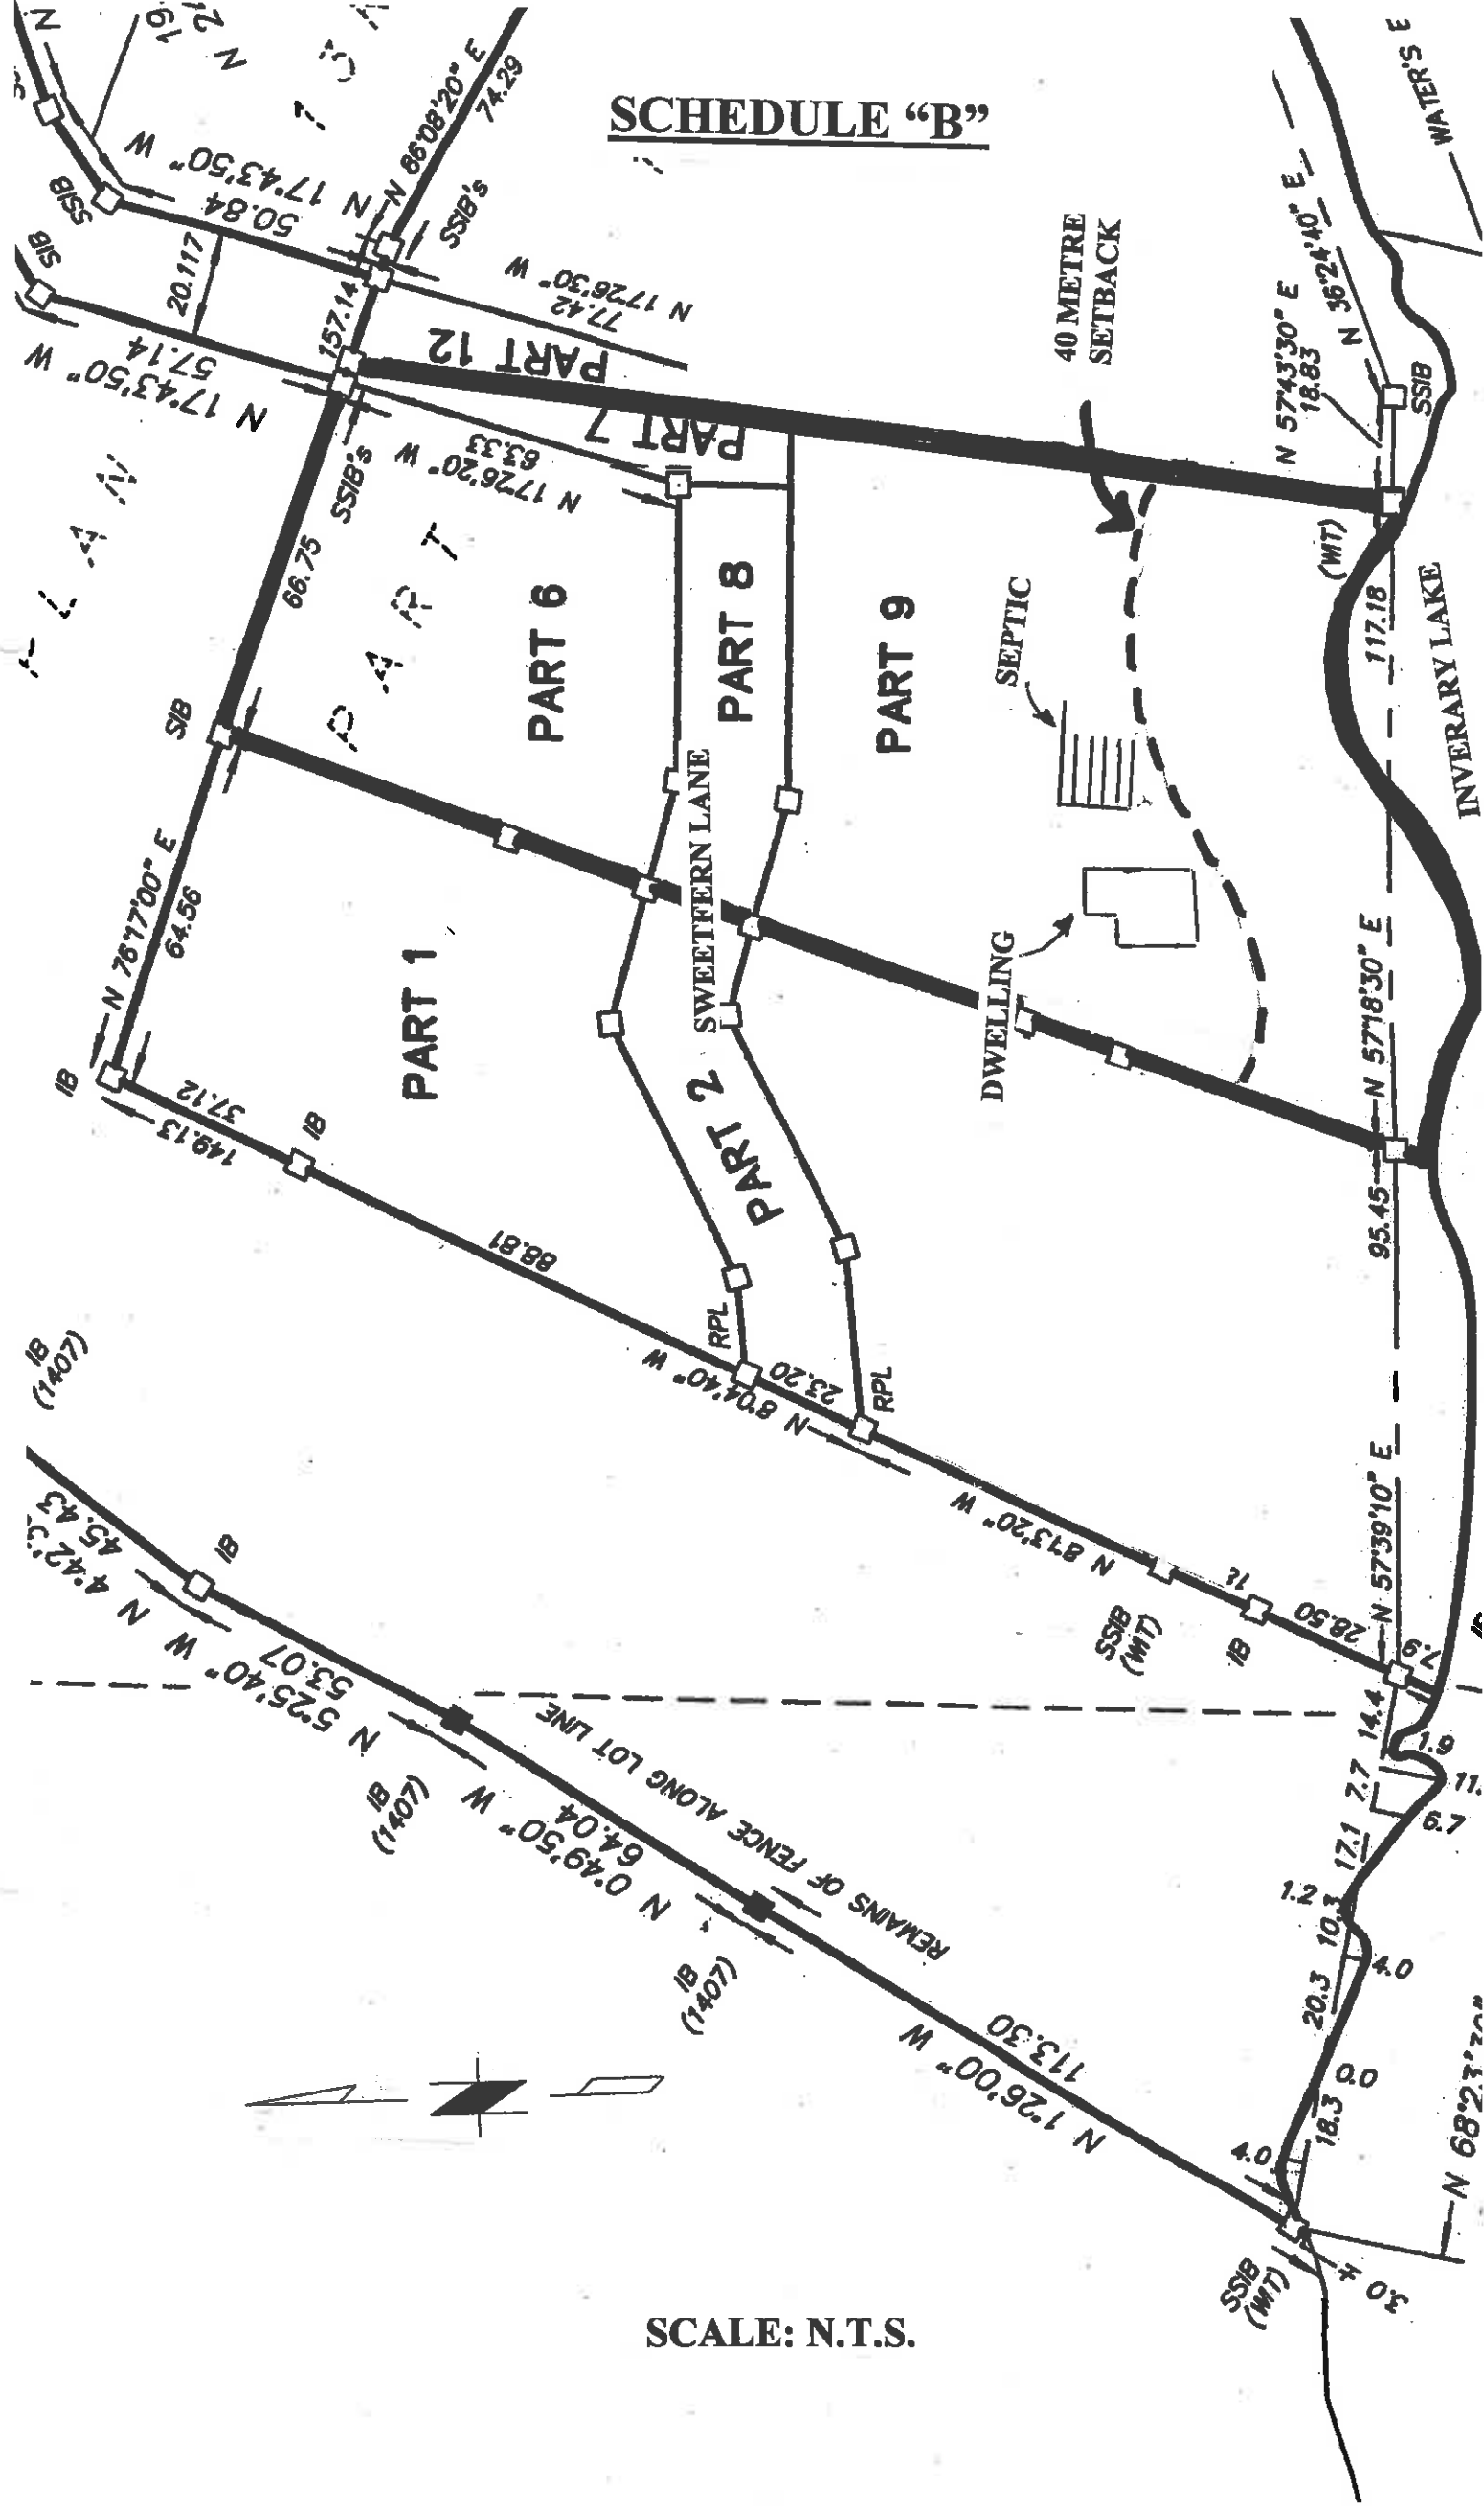 SCHEDULE “B”
N 86°08'20" E
74.29
N 17°43'50" W
50.84
SSIB
SIB
20.117
157.14
SSIB's
N 17°26'30" W
77.42
N 17°43'50" W
57.14
PART 12
PART 7
40 METRE
SETBACK
N 36°24'40" E
WATER'S E
N 57°43'30" E
18.83
SSIB
P L A N
66.75
SSIB's
N 17°26'20" W
63.33
P A R T
PART 6
PART 8
PART 9
SEPTIC
(WT)
117.18
INVERARY LAKE
SIB
N 76°17'00" E
64.56
PART 1
SWEETFERN LANE
DWELLING
N 57°18'30" E
95.45
IB
37.12
149.13
IB
88.81
PART 2
RPL
N 8°04'40" W
23.20
RPL
N 8°13'20" W
N 57°39'10" E
IB
(1407)
45.43
IB
N 5°25'40" W
53.07
SSIB
(WT)
IB
28.50
7.9
14.4
1.9
7.7
11.
6.7
17.1
1.2
10.3
4.0
20.3
0.0
18.3
4.0
IB
(1407)
N 0°49'50" W
64.04
REMAINS OF FENCE ALONG LOT LINE
IB
(1407)
N 1°26'00" W
113.30
SSIB
(WT)
3.0
SCALE: N.T.S.